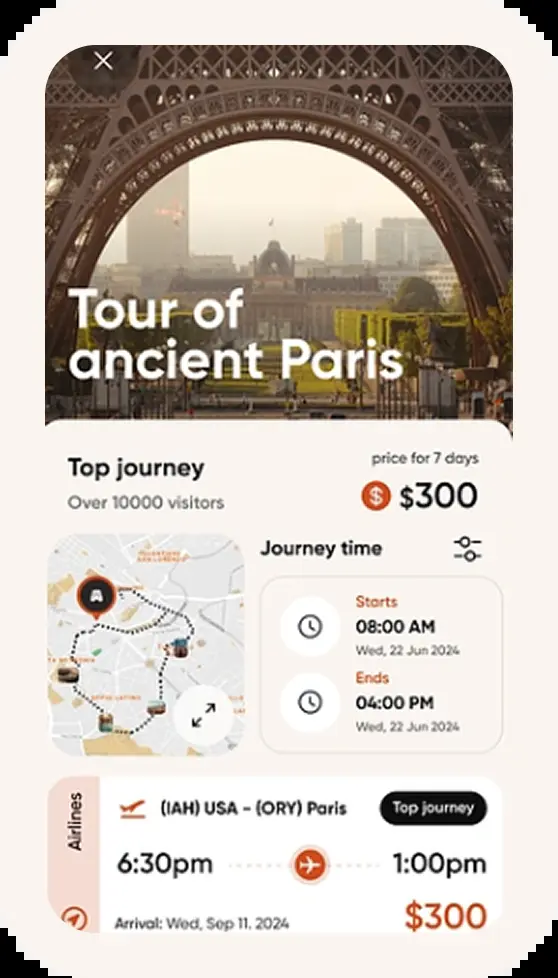 Tour of
ancient Paris
Top journey
Over 10000 visitors
price for 7 days
$300
Journey time
Starts
08:00 AM
Wed, 22 Jun 2024
Ends
04:00 PM
Wed, 22 Jun 2024
Airlines
(IAH) USA - (ORY) Paris
Top journey
6:30pm
1:00pm
Arrival: Wed, Sep 11. 2024
$300